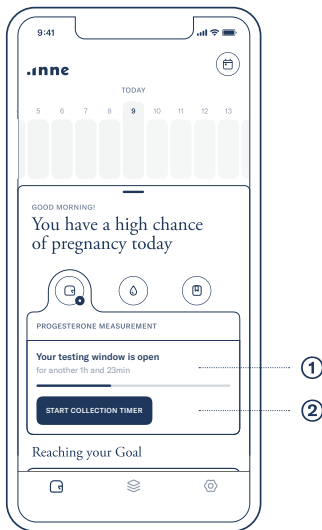 9:41
.inne
TODAY
5 6 7 8 9 10 11 12 13
GOOD MORNING!
You have a high chance
of pregnancy today
PROGESTERONE MEASUREMENT
Your testing window is open
for another 1h and 23min
1
START COLLECTION TIMER
2
Reaching your Goal